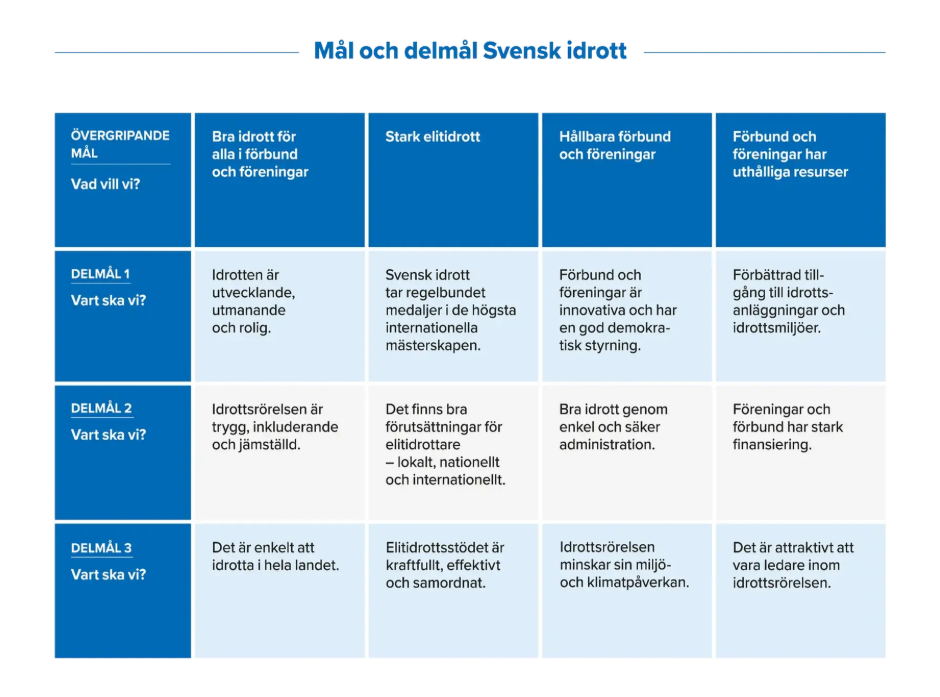 Mål och delmål Svensk idrott
ÖVERGRIPANDE
MÅL
Vad vill vi?
Bra idrott för
alla i förbund
och föreningar
Stark elitidrott
Hållbara förbund
och föreningar
Förbund och
föreningar har
uthålliga resurser
DELMÅL 1
Vart ska vi?
Idrotten är
utvecklande,
utmanande
och rolig.
Svensk idrott
tar regelbundet
medaljer i de högsta
internationella
mästerskapen.
Förbund och
föreningar är
innovativa och har
en god demokra-
tisk styrning.
Förbättrad till-
gång till idrotts-
anläggningar och
idrottsmiljöer.
DELMÅL 2
Vart ska vi?
Idrottsrörelsen är
trygg, inkluderande
och jämställd.
Det finns bra
förutsättningar för
elitidrottare
– lokalt, nationellt
och internationellt.
Bra idrott genom
enkel och säker
administration.
Föreningar och
förbund har stark
finansiering.
DELMÅL 3
Vart ska vi?
Det är enkelt att
idrotta i hela landet.
Elitidrottsstödet är
kraftfullt, effektivt
och samordnat.
Idrottsrörelsen
minskar sin miljö-
och klimatpåverkan.
Det är attraktivt att
vara ledare inom
idrottsrörelsen.